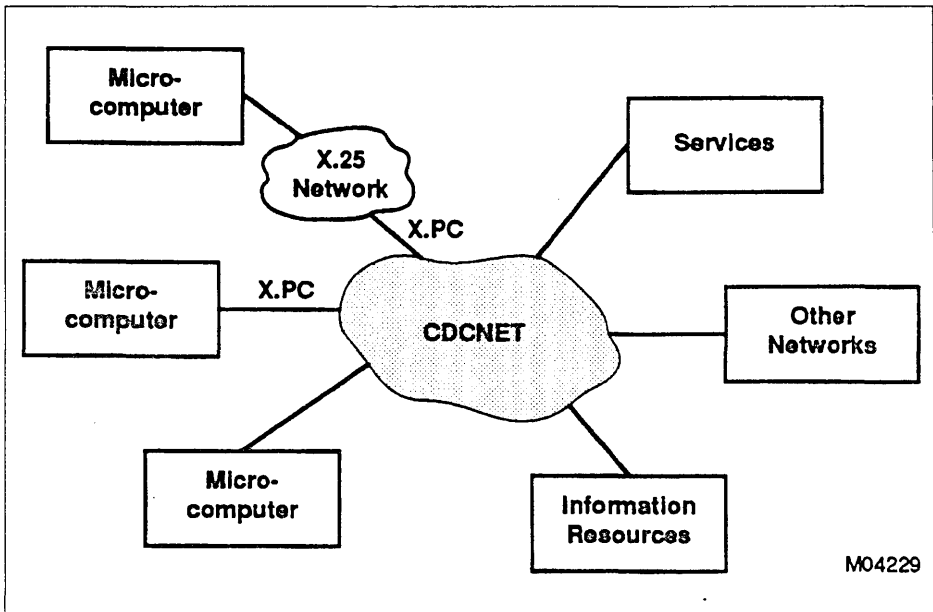 Micro-
computer
X.25
Network
X.PC
Services
Micro-
computer
X.PC
CDCNET
Other
Networks
Micro-
computer
Information
Resources
M04229